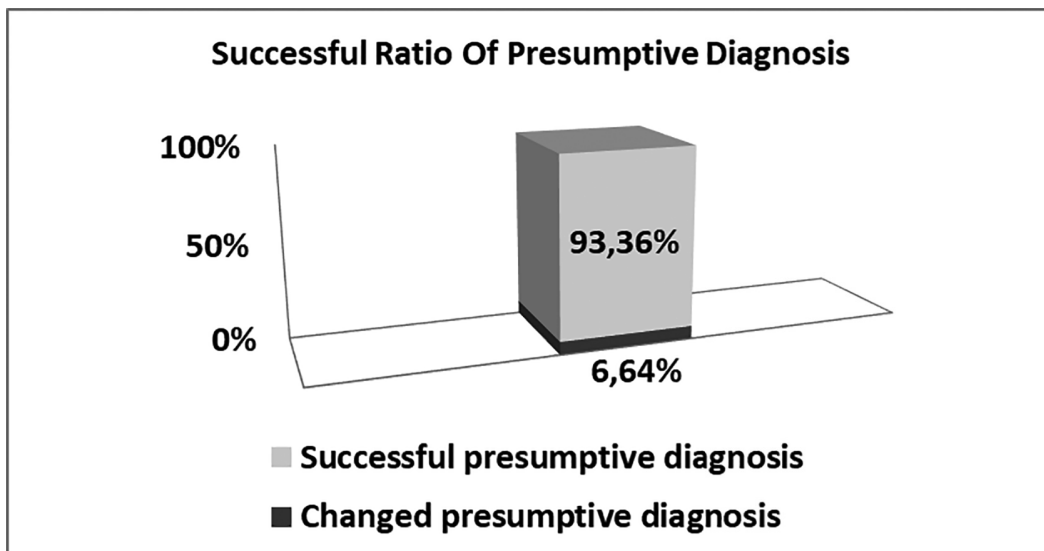 Successful Ratio Of Presumptive Diagnosis
100%
50%
0%
93,36%
6,64%
Successful presumptive diagnosis
Changed presumptive diagnosis